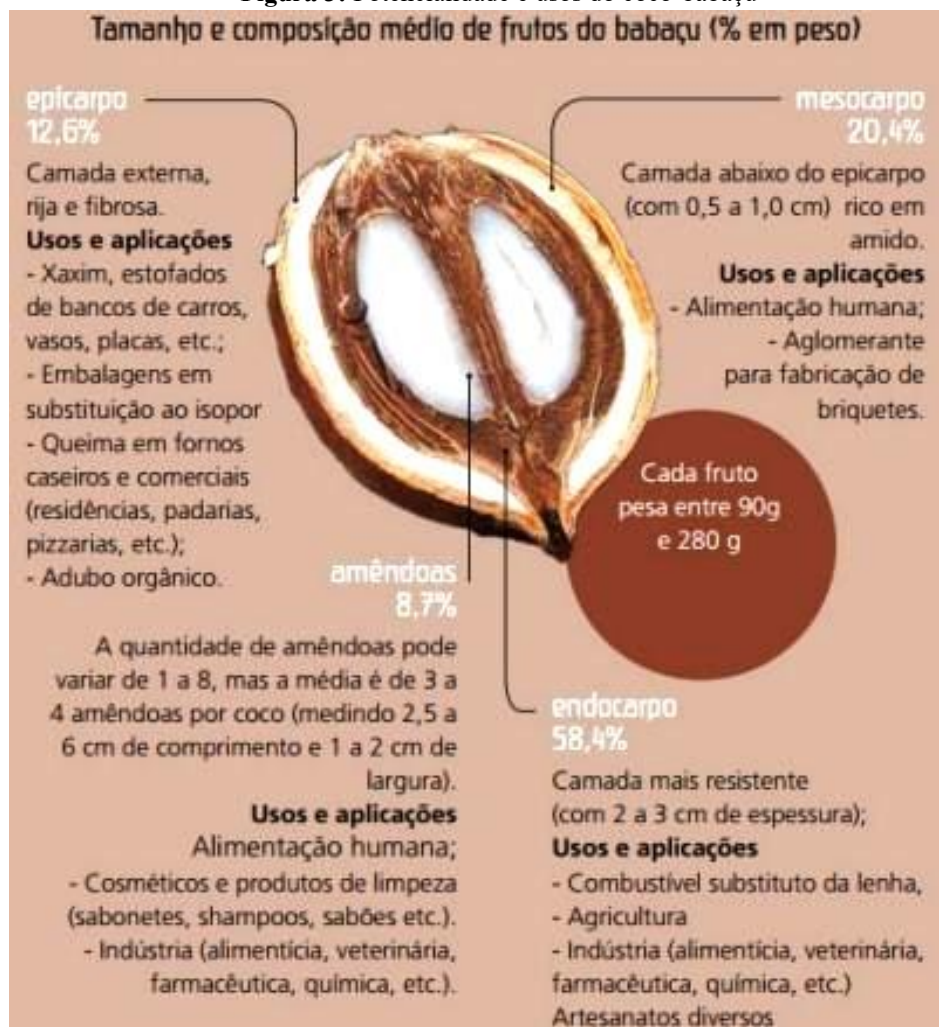 Tamanho e composição médio de frutos do babaçu (% em peso)
epicarpo
12,6%
Camada externa,
rija e fibrosa.
Usos e aplicações
- Xaxim, estofados
de bancos de carros,
vasos, placas, etc.;
- Embalagens em
substituição ao isopor
- Queima em fornos
caseiros e comerciais
(residências, padarias,
pizzarias, etc.);
- Adubo orgânico.
mesocarpo
20,4%
Camada abaixo do epicarpo
(com 0,5 a 1,0 cm) rico em
amido.
Usos e aplicações
- Alimentação humana;
- Aglomerante
para fabricação de
briquetes.
Cada fruto
pesa entre 90g
e 280 g
amêndoas
8,7%
A quantidade de amêndoas pode
variar de 1 a 8, mas a média é de 3 a
4 amêndoas por coco (medindo 2,5 a
6 cm de comprimento e 1 a 2 cm de
largura).
Usos e aplicações
Alimentação humana;
- Cosméticos e produtos de limpeza
(sabonetes, shampoos, sabões etc.).
- Indústria (alimentícia, veterinária,
farmacêutica, química, etc.).
endocarpo
58,4%
Camada mais resistente
(com 2 a 3 cm de espessura);
Usos e aplicações
- Combustível substituto da lenha,
- Agricultura
- Indústria (alimentícia, veterinária,
farmacêutica, química, etc.)
Artesanatos diversos